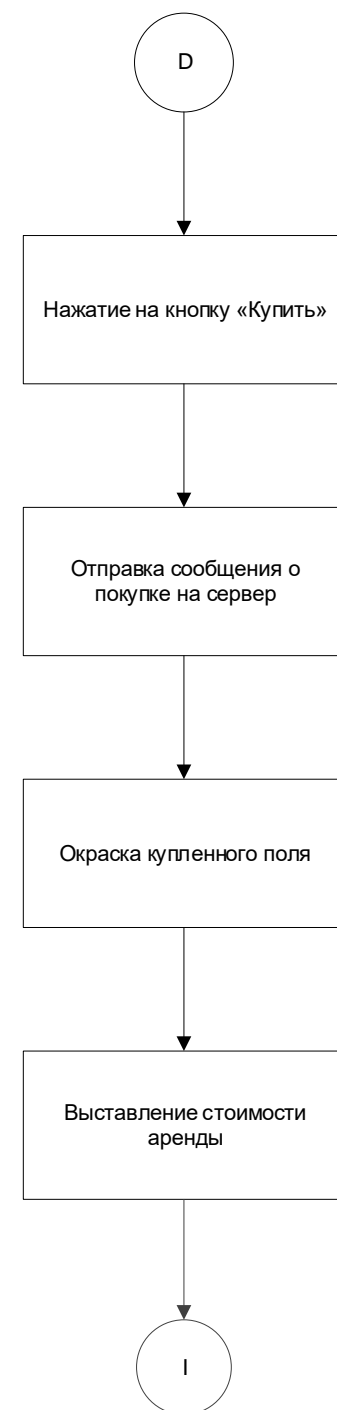 D
Нажатие на кнопку «Купить»
Отправка сообщения о
покупке на сервер
Окраска купленного поля
Выставление стоимости
аренды
I